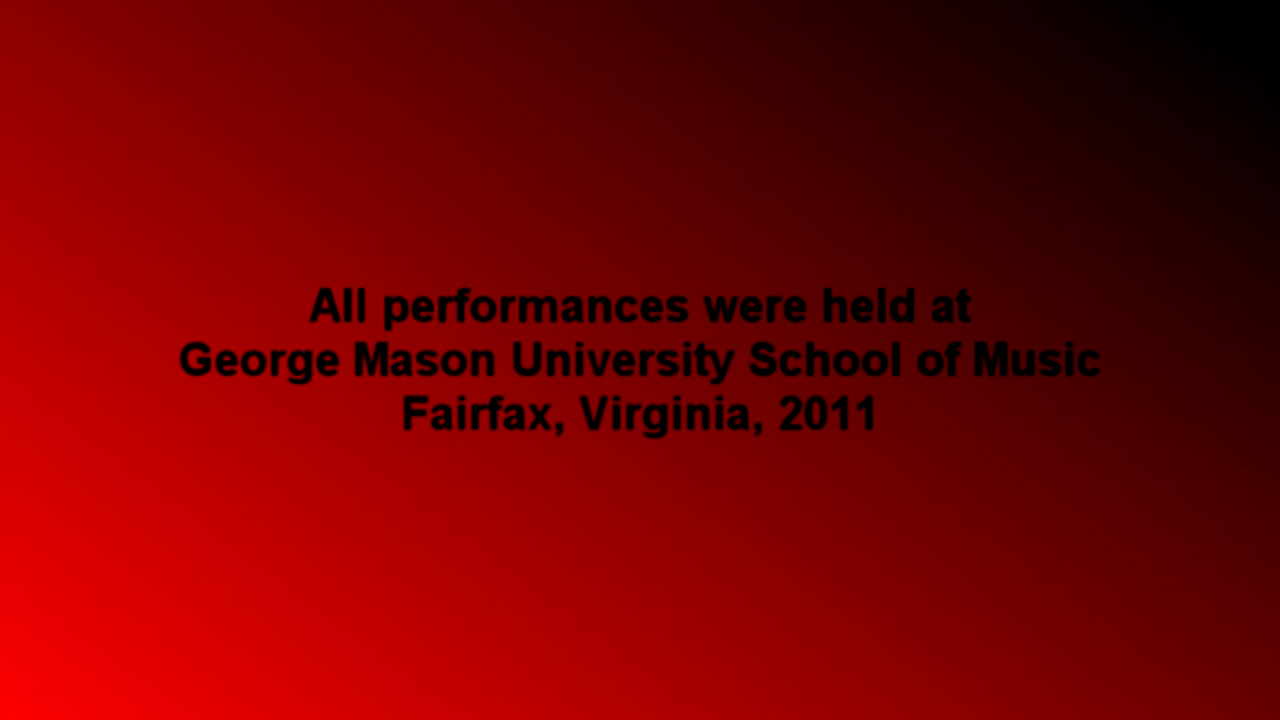 All performances were held at
George Mason University School of Music
Fairfax, Virginia, 2011